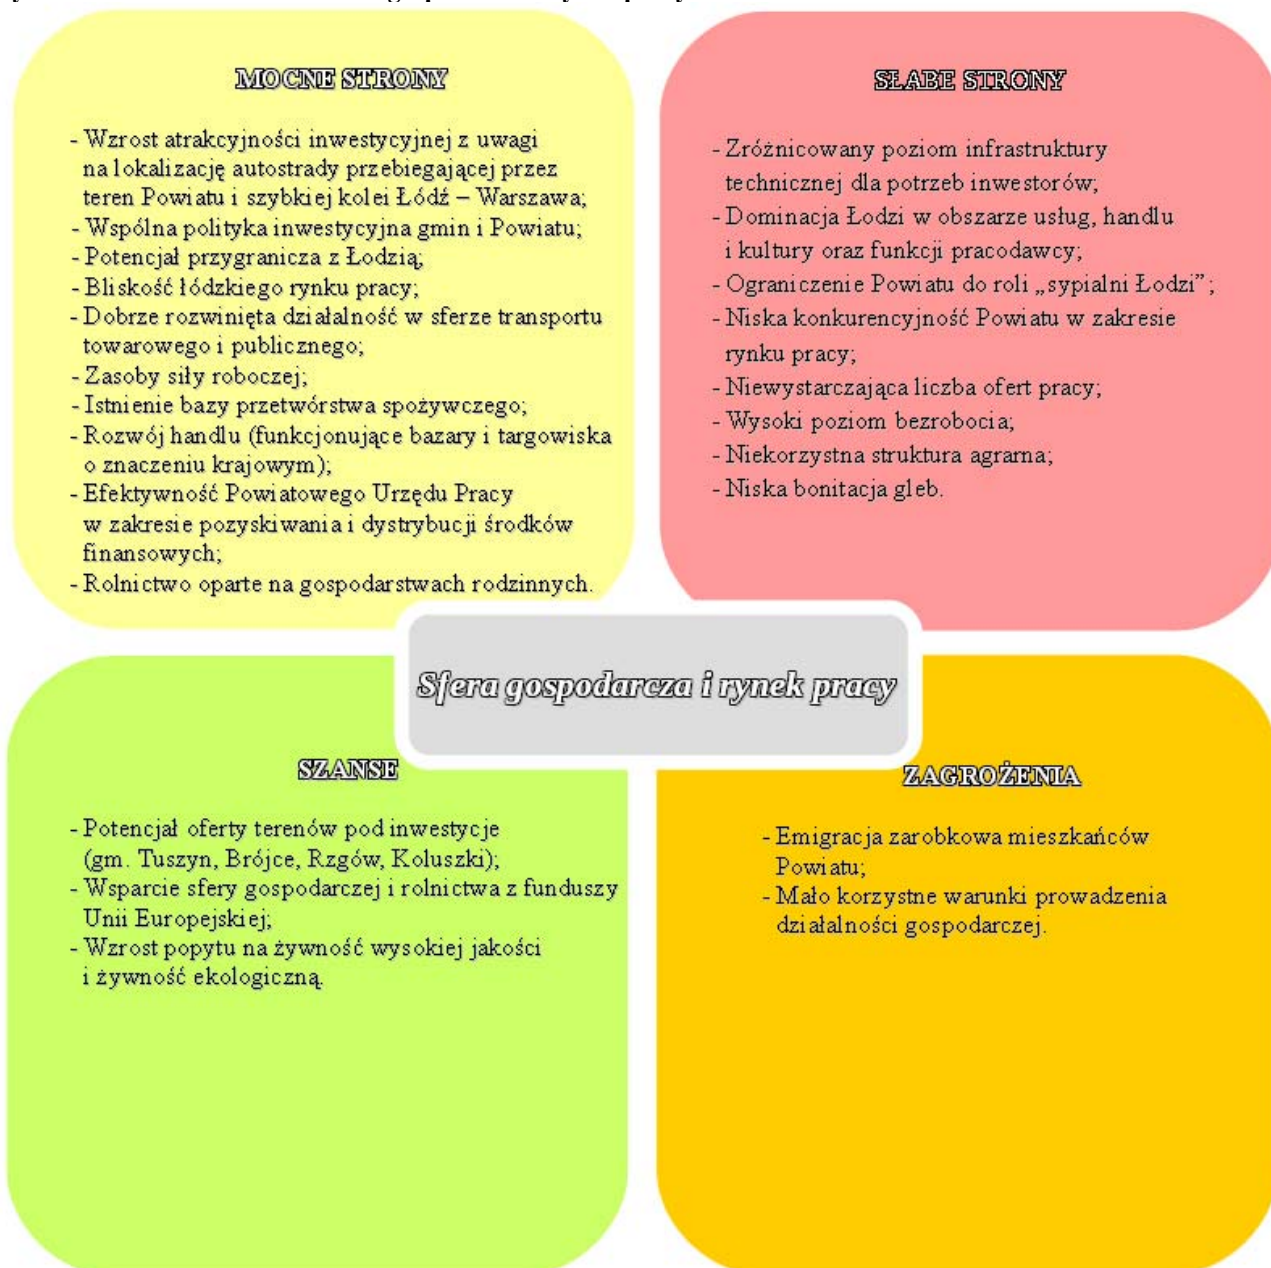 MOCNE STRONY
- Wzrost atrakcyjności inwestycyjnej z uwagi
na lokalizację autostrady przebiegającej przez
teren Powiatu i szybkiej kolei Łódź – Warszawa;
- Wspólna polityka inwestycyjna gmin i Powiatu;
- Potencjał przygranicza z Łodzią;
- Bliskość łódzkiego rynku pracy;
- Dobrze rozwinięta działalność w sferze transportu
towarowego i publicznego;
- Zasoby siły roboczej;
- Istnienie bazy przetwórstwa spożywczego;
- Rozwój handlu (funkcjonujące bazary i targowiska
o znaczeniu krajowym);
- Efektywność Powiatowego Urzędu Pracy
w zakresie pozyskiwania i dystrybucji środków
finansowych;
- Rolnictwo oparte na gospodarstwach rodzinnych.
SŁABE STRONY
- Zróżnicowany poziom infrastruktury
technicznej dla potrzeb inwestorów;
- Dominacja Łodzi w obszarze usług, handlu
i kultury oraz funkcji pracodawcy;
- Ograniczenie Powiatu do roli „sypialni Łodzi”;
- Niska konkurencyjność Powiatu w zakresie
rynku pracy;
- Niewystarczająca liczba ofert pracy;
- Wysoki poziom bezrobocia;
- Niekorzystna struktura agrarna;
- Niska bonitacja gleb.
Sfera gospodarcza i rynek pracy
SZANSE
- Potencjał oferty terenów pod inwestycje
(gm. Tuszyn, Brójce, Rzgów, Koluszki);
- Wsparcie sfery gospodarczej i rolnictwa z funduszy
Unii Europejskiej;
- Wzrost popytu na żywność wysokiej jakości
i żywność ekologiczną.
ZAGROŻENIA
- Emigracja zarobkowa mieszkańców
Powiatu;
- Mało korzystne warunki prowadzenia
działalności gospodarczej.